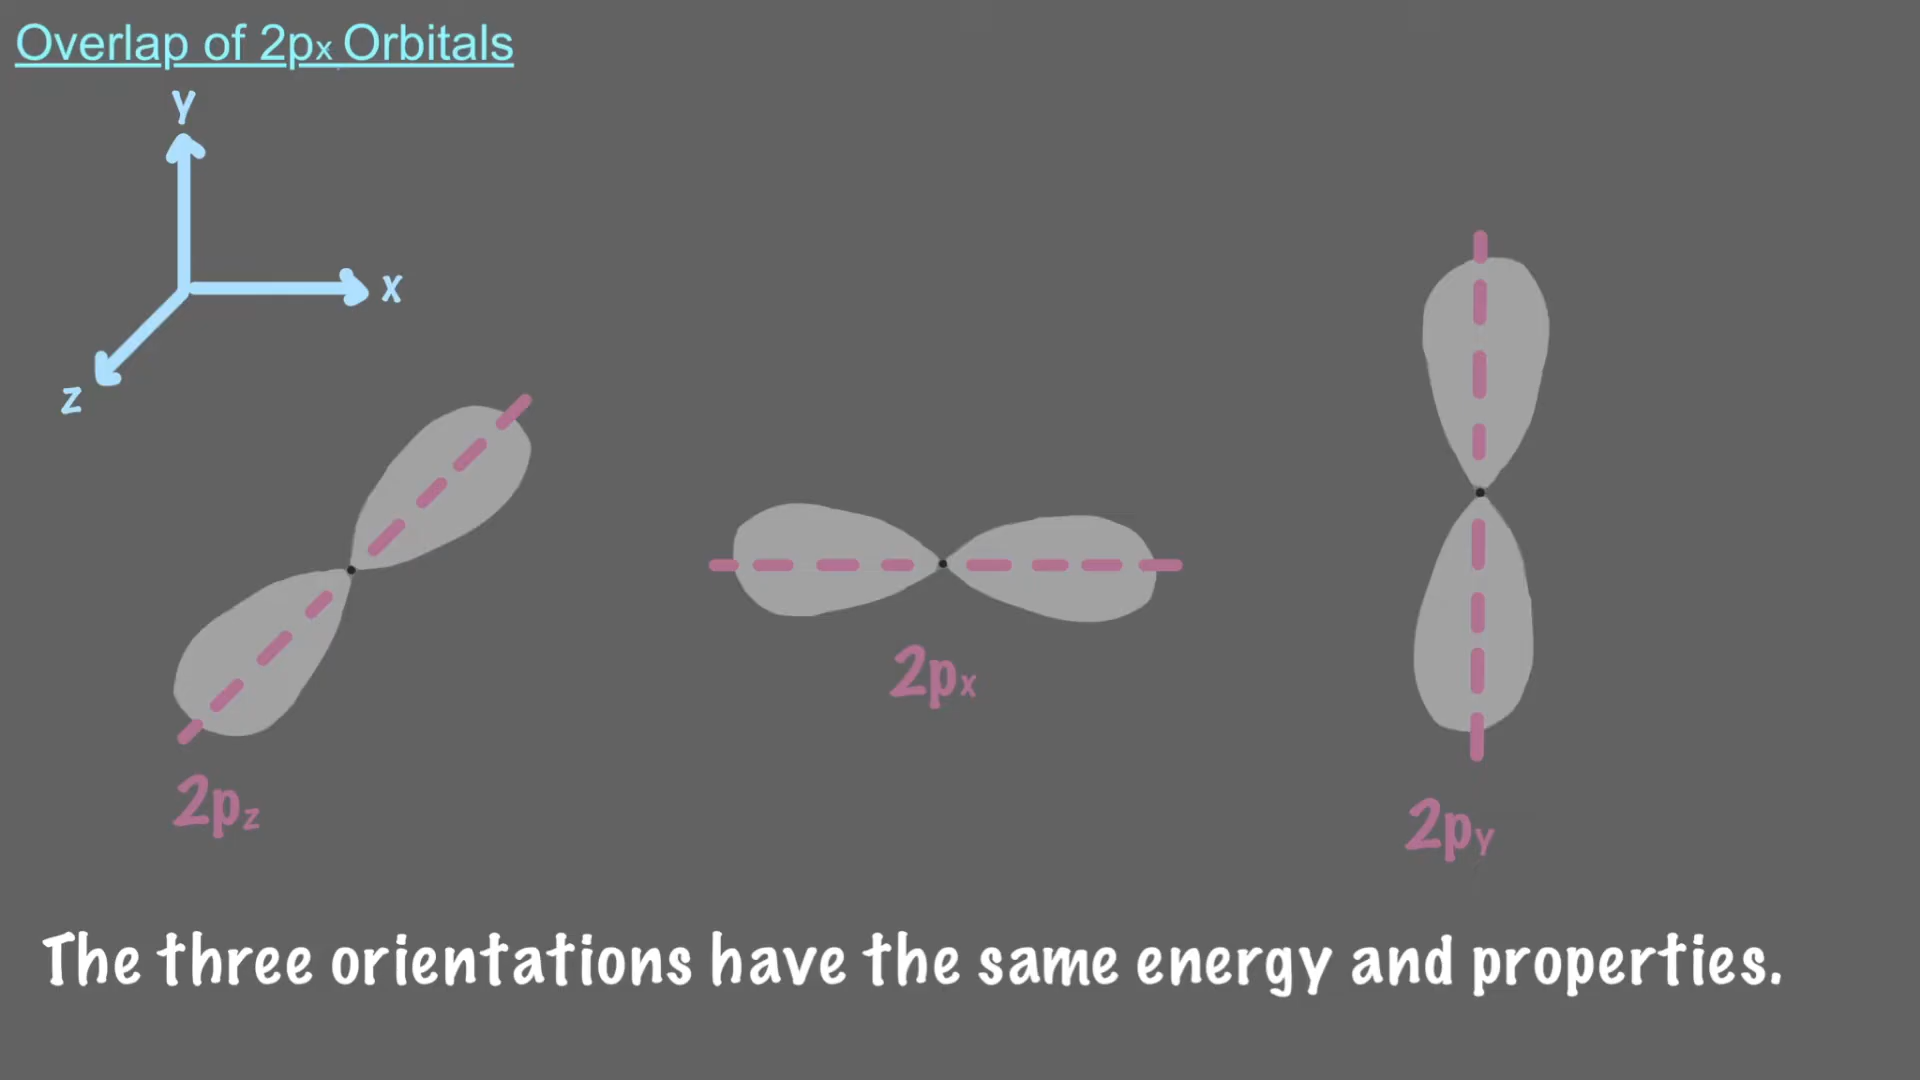 Overlap of 2px Orbitals
Y
X
Z
2pz
2px
2py
The three orientations have the same energy and properties.